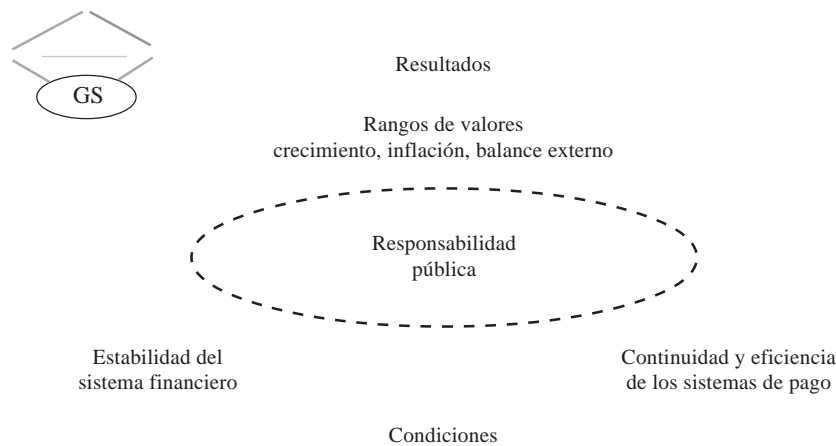 GS
Resultados
Rangos de valores
crecimiento, inflación, balance externo
Responsabilidad
pública
Estabilidad del
sistema financiero
Continuidad y eficiencia
de los sistemas de pago
Condiciones